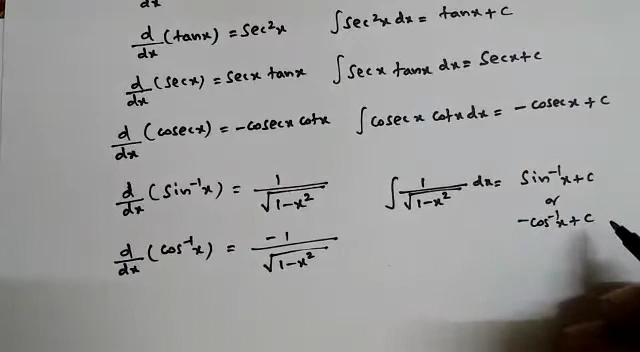 dx
d/dx (tanx) = Sec²x ∫Sec²x dx = tanx + c
d/dx (Secx) = Secx tanx ∫Secx tanx dx = Secx + c
d/dx (cosecx) = -cosecx cotx ∫cosecx cotx dx = - cosecx + c
d/dx (Sin⁻¹x) = 1/√(1-x²) ∫1/√(1-x²) dx = Sin⁻¹x + c
or
-cos⁻¹x + c
d/dx (cos⁻¹x) = -1/√(1-x²)